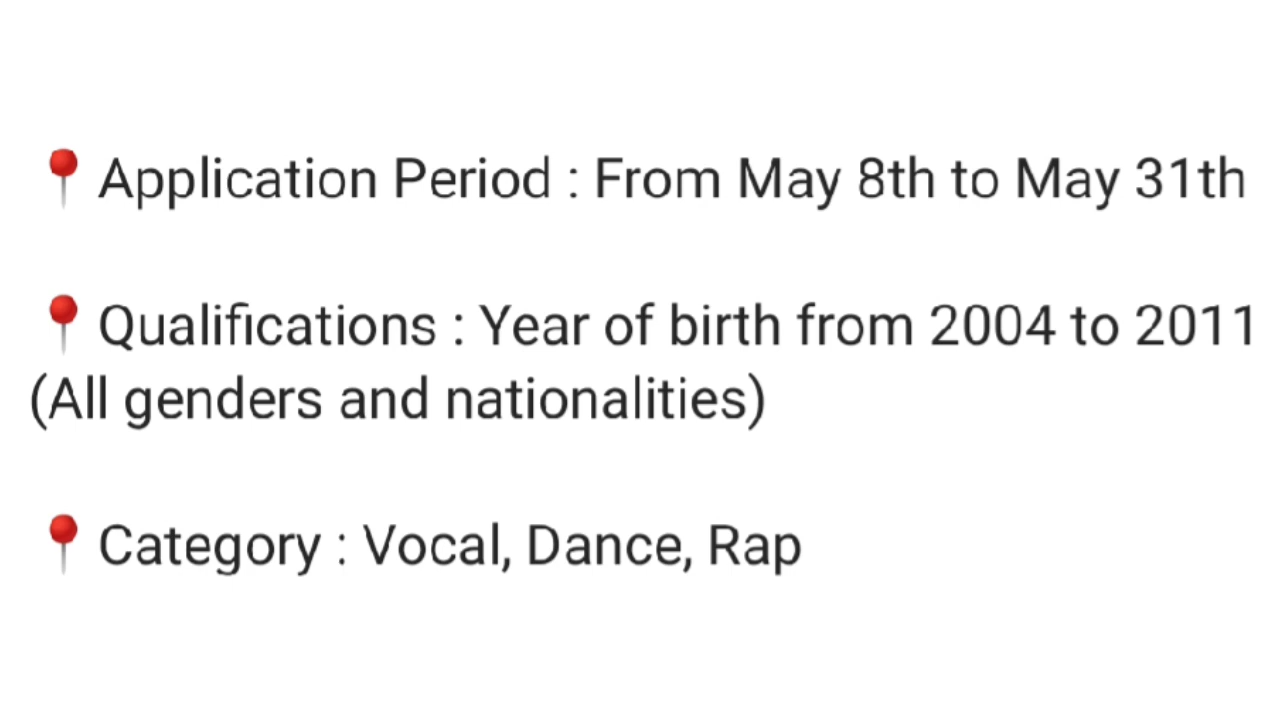 📍Application Period : From May 8th to May 31th
📍Qualifications : Year of birth from 2004 to 2011
(All genders and nationalities)
📍Category : Vocal, Dance, Rap